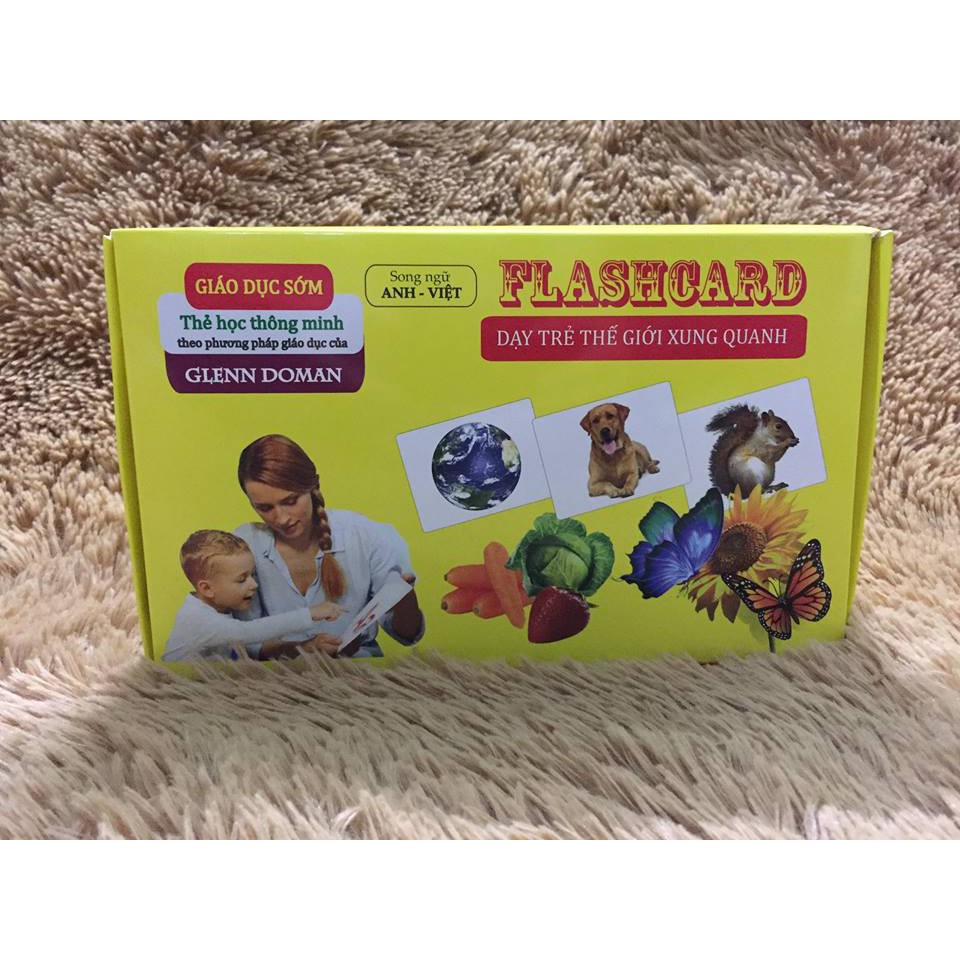 GIÁO DỤC SỚM
Thẻ học thông minh
theo phương pháp giáo dục của
GLENN DOMAN
Song ngữ
ANH - VIỆT
FLASHCARD
DẠY TRẺ THẾ GIỚI XUNG QUANH